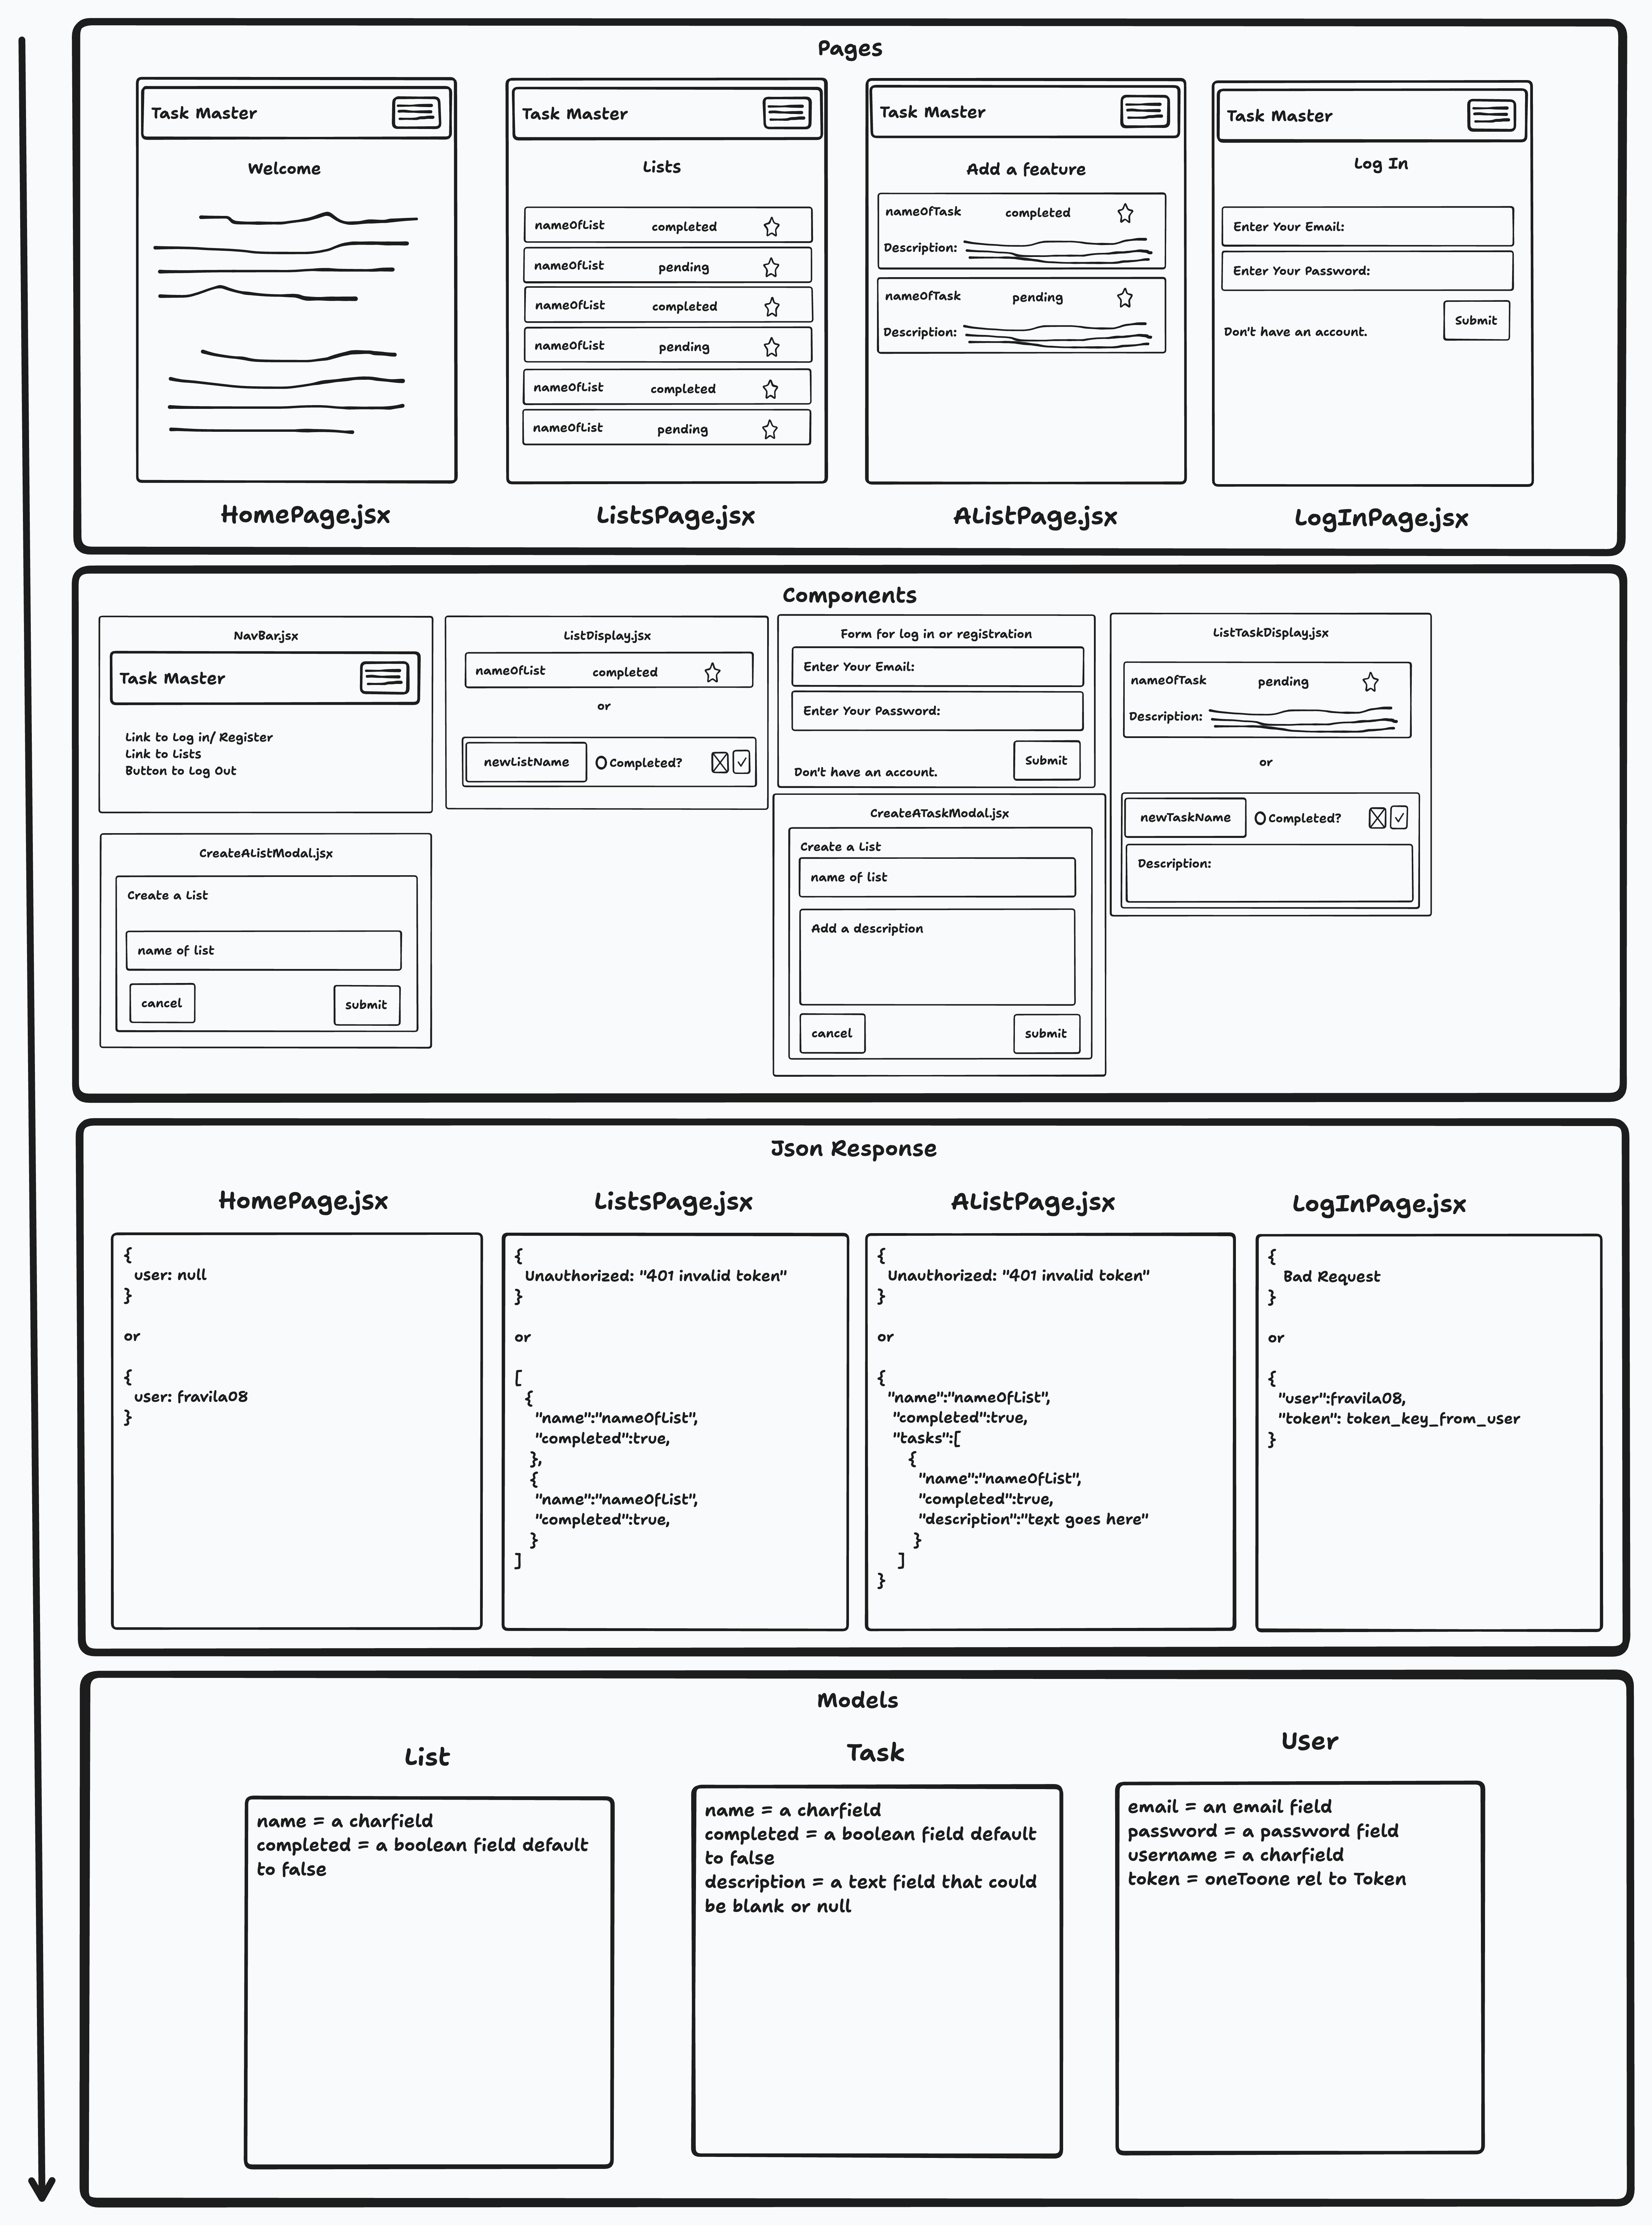 Pages
Task Master
Welcome
HomePage.jsx
Task Master
Lists
nameOfList completed
nameOfList pending
nameOfList completed
nameOfList pending
nameOfList completed
nameOfList pending
ListsPage.jsx
Task Master
Add a feature
nameOfTask completed
Description:
nameOfTask pending
Description:
AListPage.jsx
Task Master
Log In
Enter Your Email:
Enter Your Password:
Submit
Don't have an account.
LogInPage.jsx
Components
NavBar.jsx
Task Master
Link to Log in/ Register
Link to Lists
Button to Log Out
ListDisplay.jsx
nameOfList completed
or
newListName Completed?
Form for log in or registration
Enter Your Email:
Enter Your Password:
Submit
Don't have an account.
ListTaskDisplay.jsx
nameOfTask pending
Description:
or
newTaskName Completed?
Description:
CreateAListModal.jsx
Create a List
name of list
cancel submit
CreateATaskModal.jsx
Create a List
name of list
Add a description
cancel submit
Json Response
HomePage.jsx
{
user: null
}
or
{
user: fravila08
}
ListsPage.jsx
{
Unauthorized: "401 invalid token"
}
or
[
{
"name":"nameOfList",
"completed":true,
},
{
"name":"nameOfList",
"completed":true,
}
]
AListPage.jsx
{
Unauthorized: "401 invalid token"
}
or
{
"name":"nameOfList",
"completed":true,
"tasks":[
{
"name":"nameOfList",
"completed":true,
"description":"text goes here"
}
]
}
LogInPage.jsx
{
Bad Request
}
or
{
"user":fravila08,
"token": token_key_from_user
}
Models
List
name = a charfield
completed = a boolean field default
to false
Task
name = a charfield
completed = a boolean field default
to false
description = a text field that could
be blank or null
User
email = an email field
password = a password field
username = a charfield
token = oneToone rel to Token